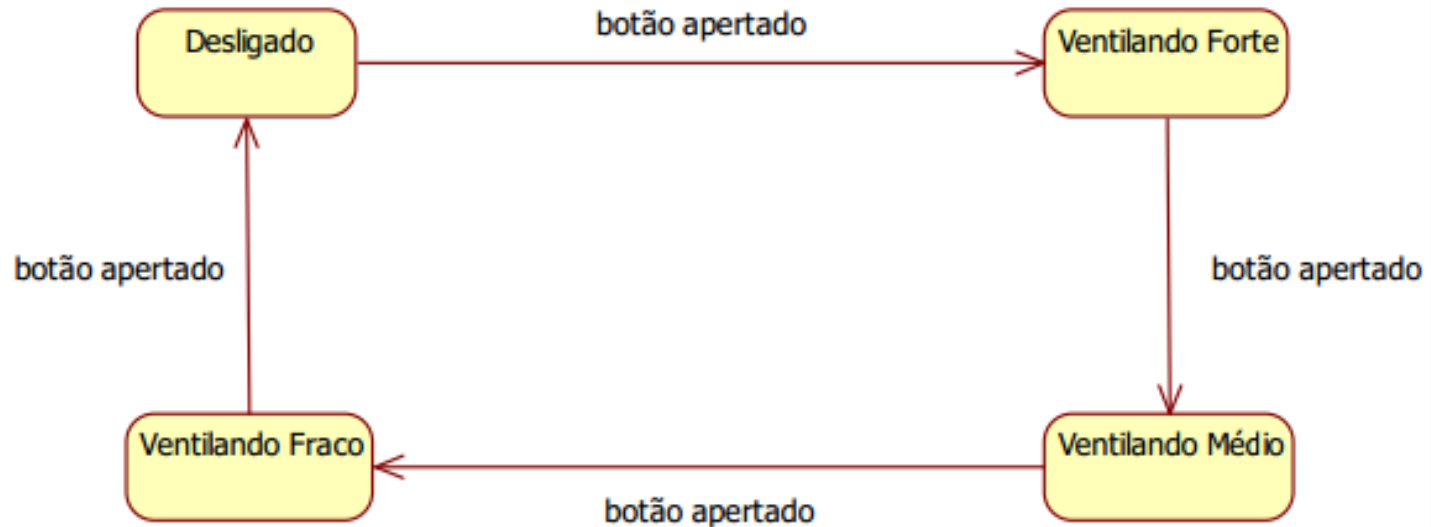 Desligado
botão apertado
Ventilando Forte
botão apertado
botão apertado
Ventilando Fraco
Ventilando Médio
botão apertado